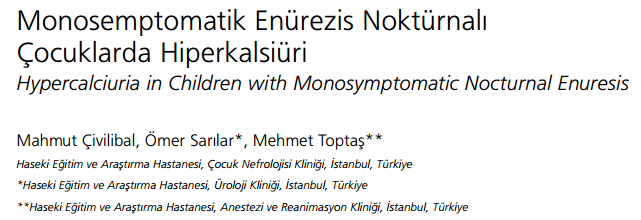 Monosemptomatik Enürezis Noktürnalı
Çocuklarda Hiperkalsiüri
Hypercalciuria in Children with Monosymptomatic Nocturnal Enuresis
Mahmut Çivilibal, Ömer Sarılar*, Mehmet Toptaş**
Haseki Eğitim ve Araştırma Hastanesi, Çocuk Nefrolojisi Kliniği, İstanbul, Türkiye
*Haseki Eğitim ve Araştırma Hastanesi, Üroloji Kliniği, İstanbul, Türkiye
**Haseki Eğitim ve Araştırma Hastanesi, Anestezi ve Reanimasyon Kliniği, İstanbul, Türkiye